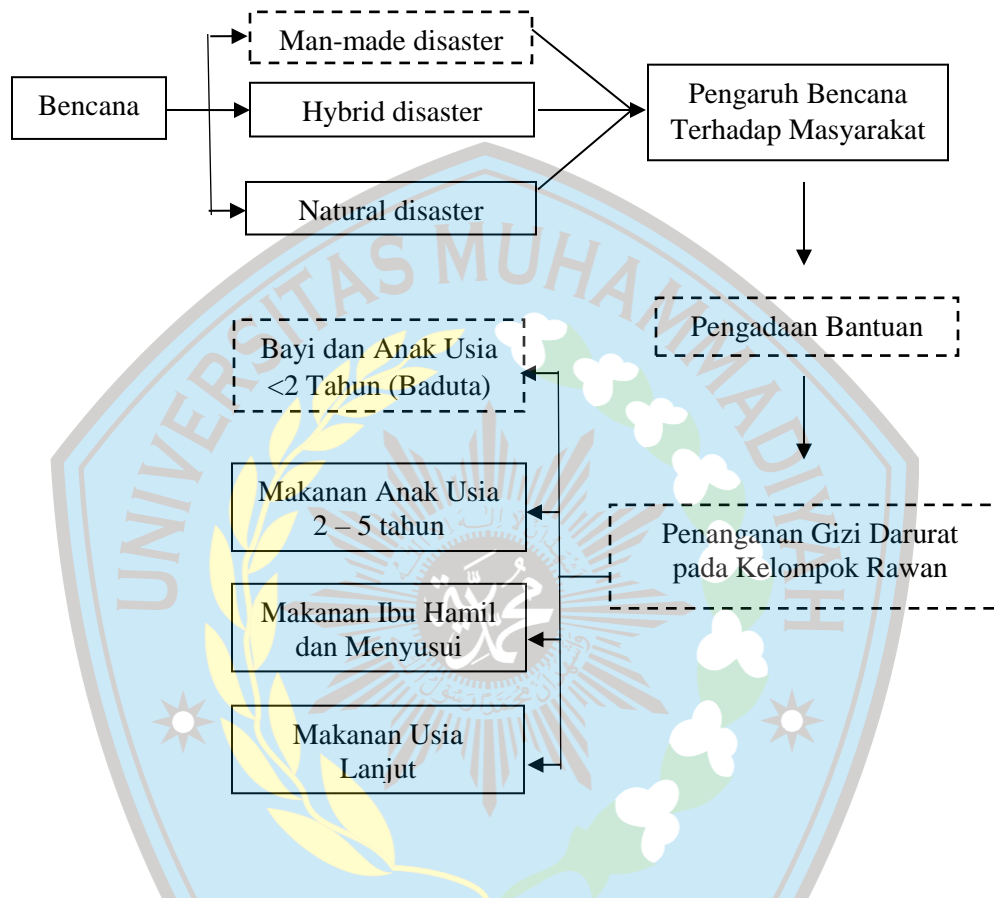 Man-made disaster
Bencana
Hybrid disaster
Pengaruh Bencana
Terhadap Masyarakat
Natural disaster
UNIVERSITAS MUHAMMADIYAH
Pengadaan Bantuan
Bayi dan Anak Usia
<2 Tahun (Baduta)
Makanan Anak Usia
2 – 5 tahun
Penanganan Gizi Darurat
pada Kelompok Rawan
Makanan Ibu Hamil
dan Menyusui
Makanan Usia
Lanjut